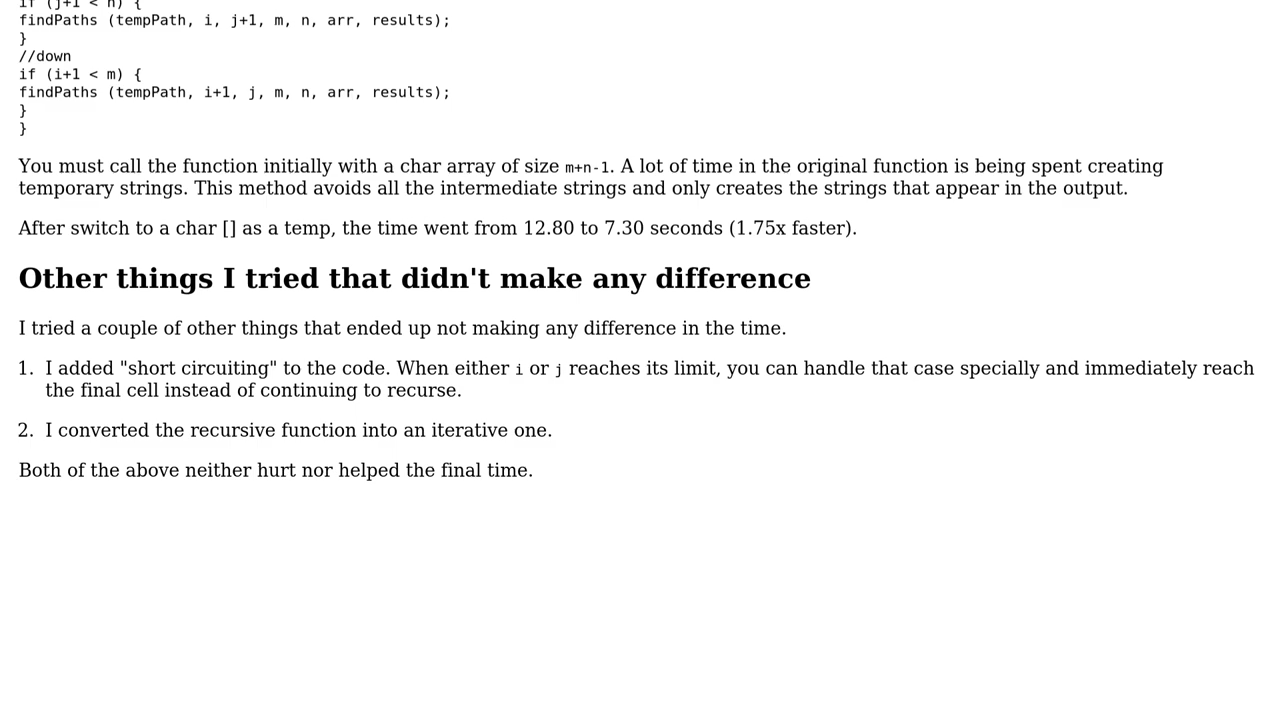 if (j+1 < n) {
findPaths (tempPath, i, j+1, m, n, arr, results);
}
//down
if (i+1 < m) {
findPaths (tempPath, i+1, j, m, n, arr, results);
}
}
You must call the function initially with a char array of size m+n-1. A lot of time in the original function is being spent creating
temporary strings. This method avoids all the intermediate strings and only creates the strings that appear in the output.
After switch to a char [] as a temp, the time went from 12.80 to 7.30 seconds (1.75x faster).
Other things I tried that didn't make any difference
I tried a couple of other things that ended up not making any difference in the time.
1. I added "short circuiting" to the code. When either i or j reaches its limit, you can handle that case specially and immediately reach
the final cell instead of continuing to recurse.
2. I converted the recursive function into an iterative one.
Both of the above neither hurt nor helped the final time.